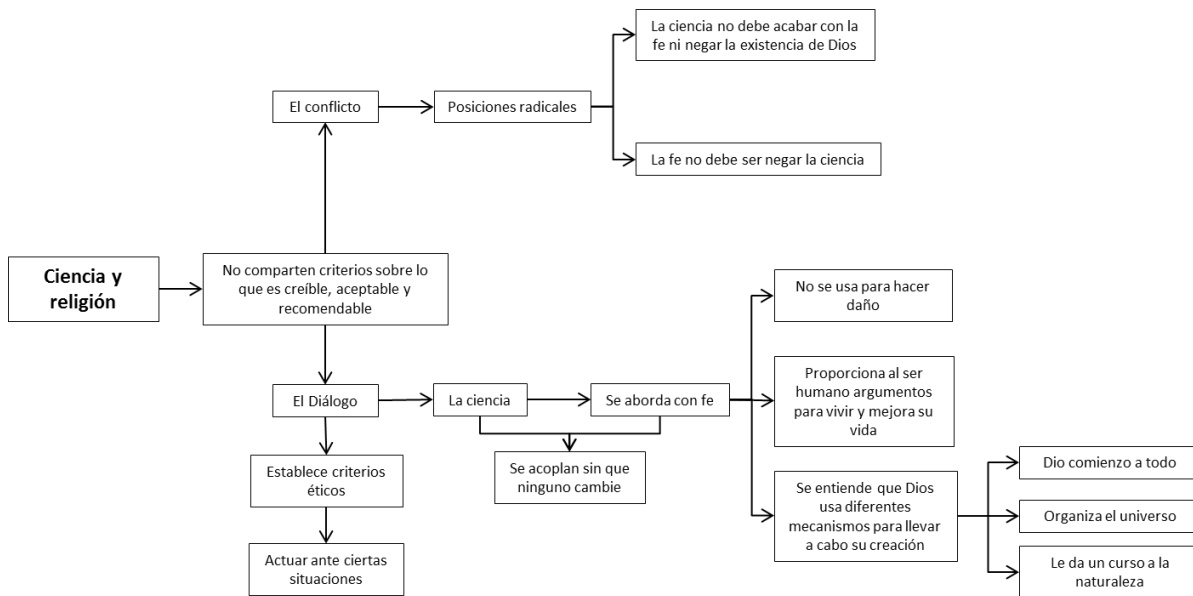 La ciencia no debe acabar con la
fe ni negar la existencia de Dios
El conflicto
Posiciones radicales
La fe no debe ser negar la ciencia
Ciencia y
religión
No comparten criterios sobre lo
que es creíble, aceptable y
recomendable
No se usa para hacer
daño
El Diálogo
La ciencia
Se aborda con fe
Proporciona al ser
humano argumentos
para vivir y mejora su
vida
Establece criterios
éticos
Se acoplan sin que
ninguno cambie
Actuar ante ciertas
situaciones
Se entiende que Dios
usa diferentes
mecanismos para llevar
a cabo su creación
Dio comienzo a todo
Organiza el universo
Le da un curso a la
naturaleza